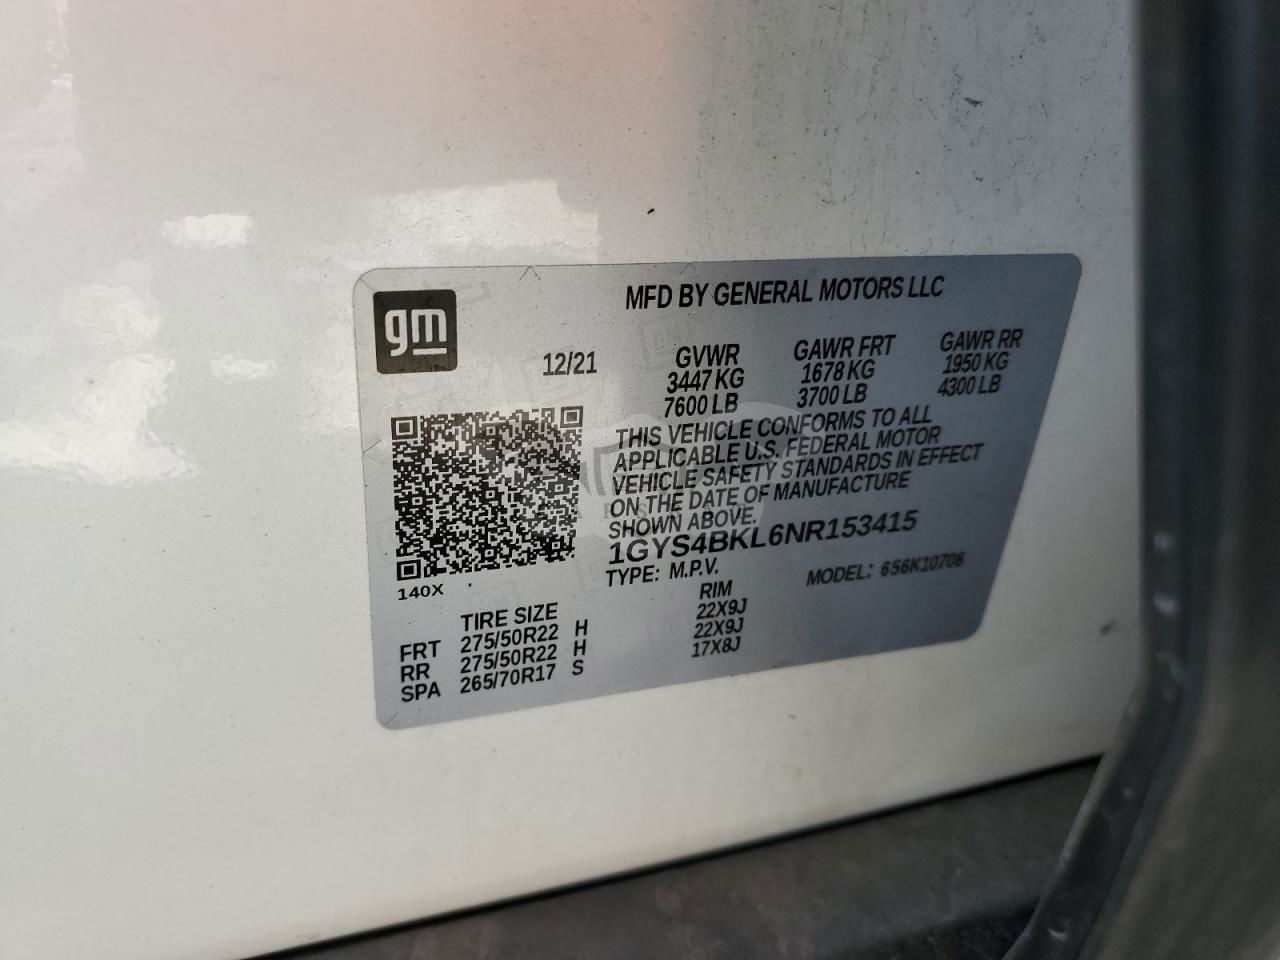 gm
MFD BY GENERAL MOTORS LLC
12/21
GVWR GAWR FRT GAWR RR
3447 KG 1678 KG 1950 KG
7600 LB 3700 LB 4300 LB
THIS VEHICLE CONFORMS TO ALL
APPLICABLE U.S. FEDERAL MOTOR
VEHICLE SAFETY STANDARDS IN EFFECT
ON THE DATE OF MANUFACTURE
SHOWN ABOVE.
1GYS4BKL6NR153415
TYPE: M.P.V. MODEL: 656K10706
140X
TIRE SIZE RIM
FRT 275/50R22 H 22X9J
RR 275/50R22 H 22X9J
SPA 265/70R17 S 17X8J